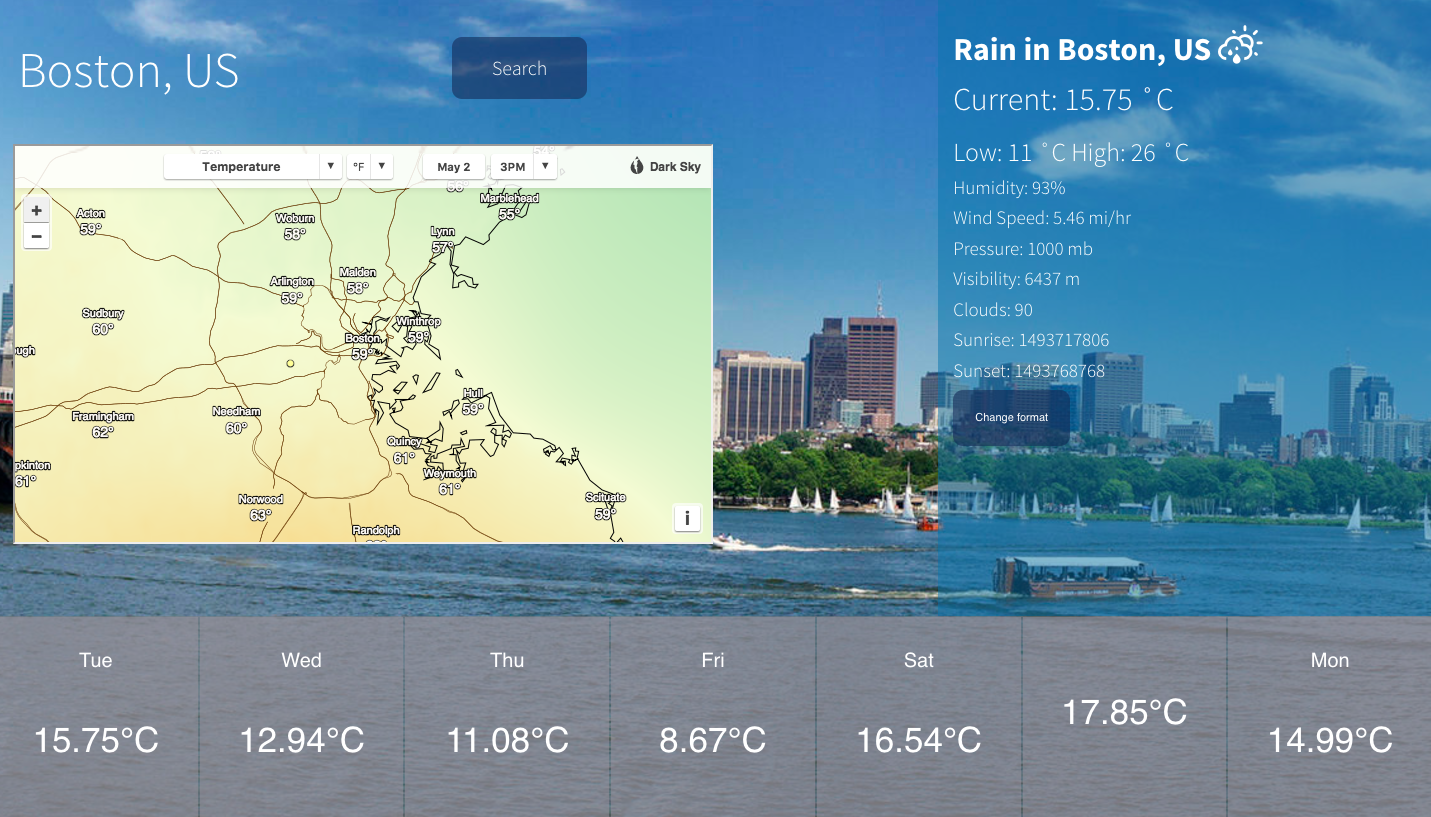 Boston, US
Search
Temperature ▼ °F ▼ May 2 3PM ▼ Dark Sky
+
−
Marblehead
55°
Acton
59°
Woburn
58°
Lynn
57°
Malden
58°
Arlington
59°
Sudbury
60°
Winthrop
59°
Boston
59°
ugh
Hull
59°
Framingham
62°
Needham
60°
Quincy
61°
pkinton
61°
Weymouth
61°
Norwood
63°
Scituate
59°
Randolph
i
Rain in Boston, US
Current: 15.75 °C
Low: 11 °C High: 26 °C
Humidity: 93%
Wind Speed: 5.46 mi/hr
Pressure: 1000 mb
Visibility: 6437 m
Clouds: 90
Sunrise: 1493717806
Sunset: 1493768768
Change format
Tue Wed Thu Fri Sat Mon
15.75°C 12.94°C 11.08°C 8.67°C 16.54°C 17.85°C 14.99°C